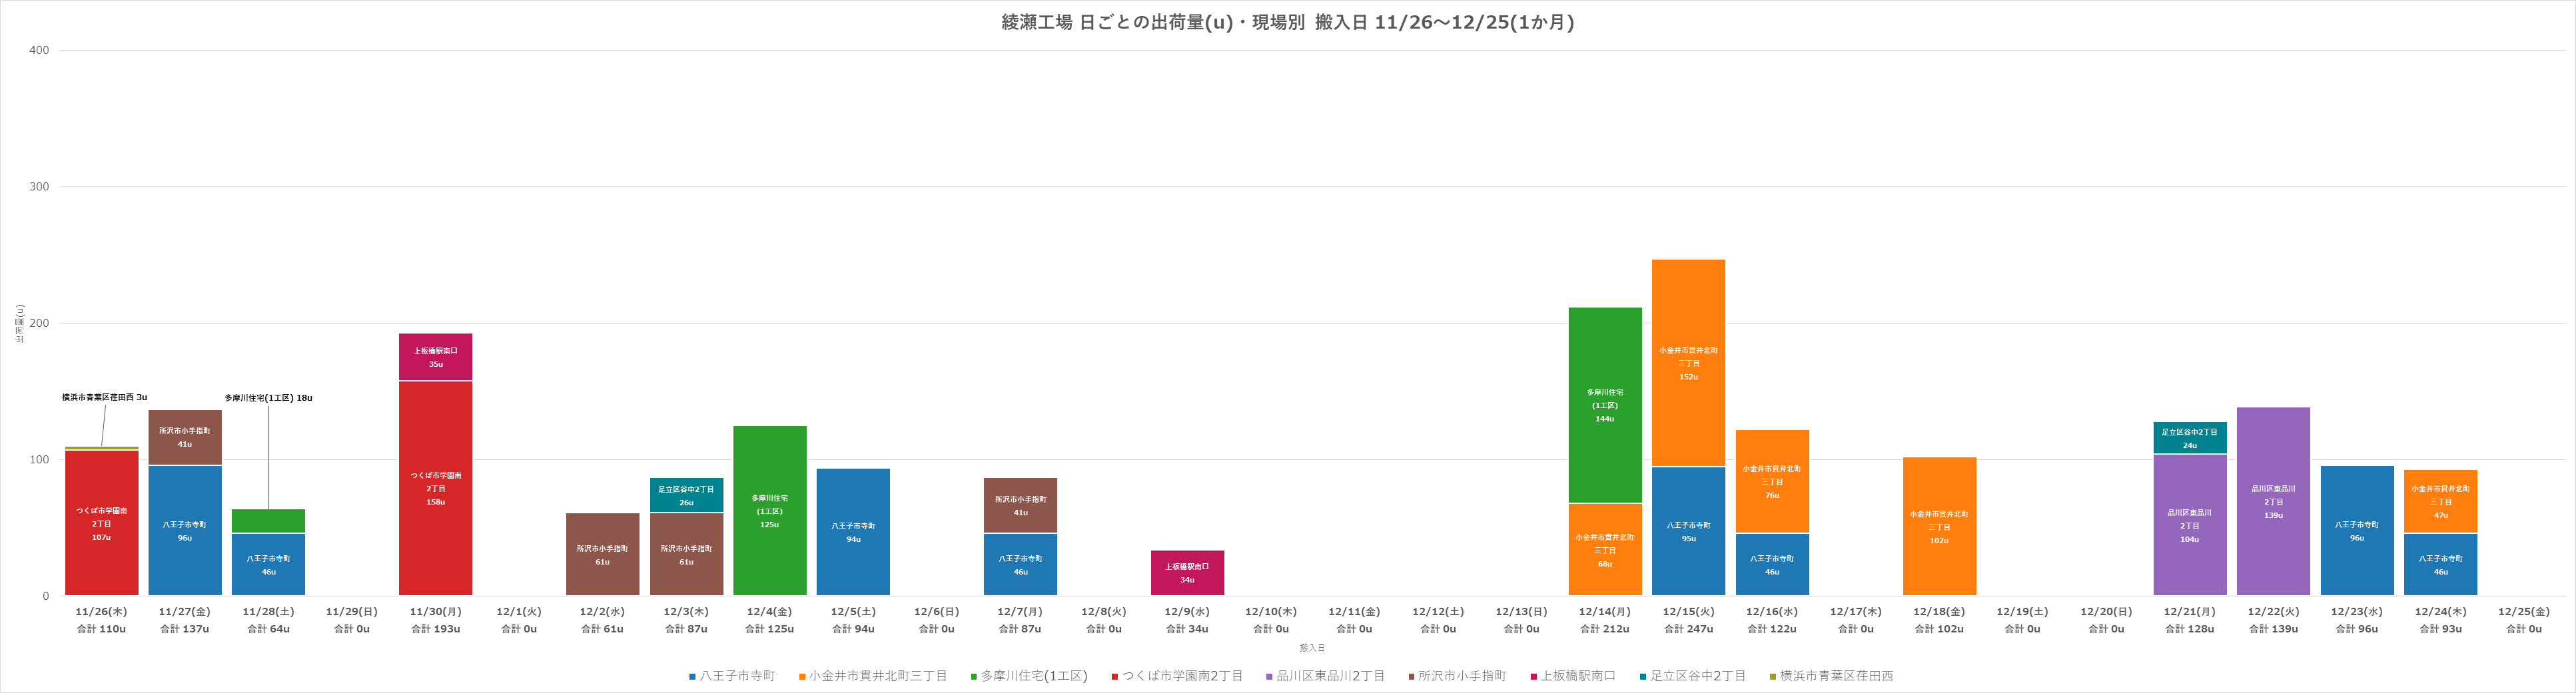 綾瀬工場 日ごとの出荷量(u)・現場別 搬入日 11/26～12/25(1か月)
400
300
200
100
0
出荷量(u)
横浜市青葉区荏田西 3u
つくば市学園南
2丁目
107u
所沢市小手指町
41u
八王子市寺町
96u
多摩川住宅(1工区) 18u
八王子市寺町
46u
上板橋駅南口
35u
つくば市学園南
2丁目
158u
所沢市小手指町
61u
足立区谷中2丁目
26u
所沢市小手指町
61u
多摩川住宅
(1工区)
125u
八王子市寺町
94u
所沢市小手指町
41u
八王子市寺町
46u
上板橋駅南口
34u
多摩川住宅
(1工区)
144u
小金井市貫井北町
三丁目
68u
小金井市貫井北町
三丁目
152u
八王子市寺町
95u
小金井市貫井北町
三丁目
76u
八王子市寺町
46u
小金井市貫井北町
三丁目
102u
足立区谷中2丁目
24u
品川区東品川
2丁目
104u
品川区東品川
2丁目
139u
八王子市寺町
96u
小金井市貫井北町
三丁目
47u
八王子市寺町
46u
11/26(木) 11/27(金) 11/28(土) 11/29(日) 11/30(月) 12/1(火) 12/2(水) 12/3(木) 12/4(金) 12/5(土) 12/6(日) 12/7(月) 12/8(火) 12/9(水) 12/10(木) 12/11(金) 12/12(土) 12/13(日) 12/14(月) 12/15(火) 12/16(水) 12/17(木) 12/18(金) 12/19(土) 12/20(日) 12/21(月) 12/22(火) 12/23(水) 12/24(木) 12/25(金)
合計 110u 合計 137u 合計 64u 合計 0u 合計 193u 合計 0u 合計 61u 合計 87u 合計 125u 合計 94u 合計 0u 合計 87u 合計 0u 合計 34u 合計 0u 合計 0u 合計 0u 合計 0u 合計 212u 合計 247u 合計 122u 合計 0u 合計 102u 合計 0u 合計 0u 合計 128u 合計 139u 合計 96u 合計 93u 合計 0u
搬入日
八王子市寺町 小金井市貫井北町三丁目 多摩川住宅(1工区) つくば市学園南2丁目 品川区東品川2丁目 所沢市小手指町 上板橋駅南口 足立区谷中2丁目 横浜市青葉区荏田西